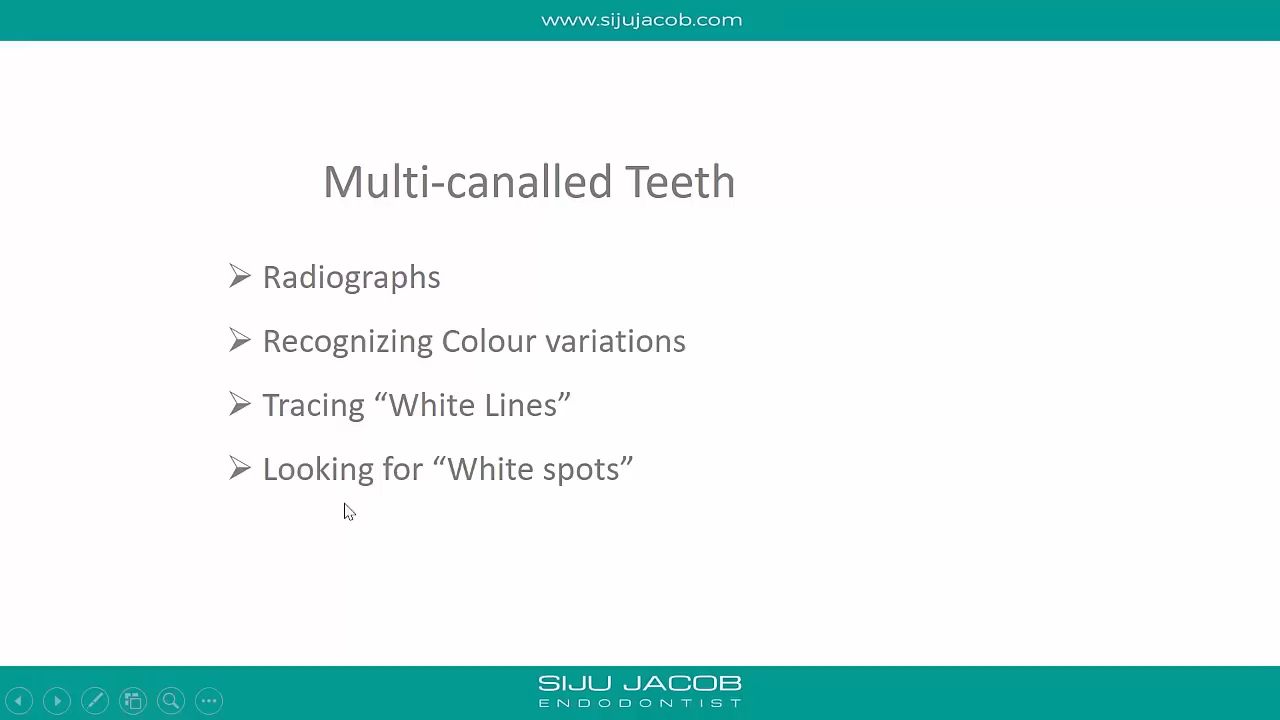 www.sijujacob.com
Multi-canalled Teeth
Radiographs
Recognizing Colour variations
Tracing “White Lines”
Looking for “White spots”
SIJU JACOB
ENDODONTIST